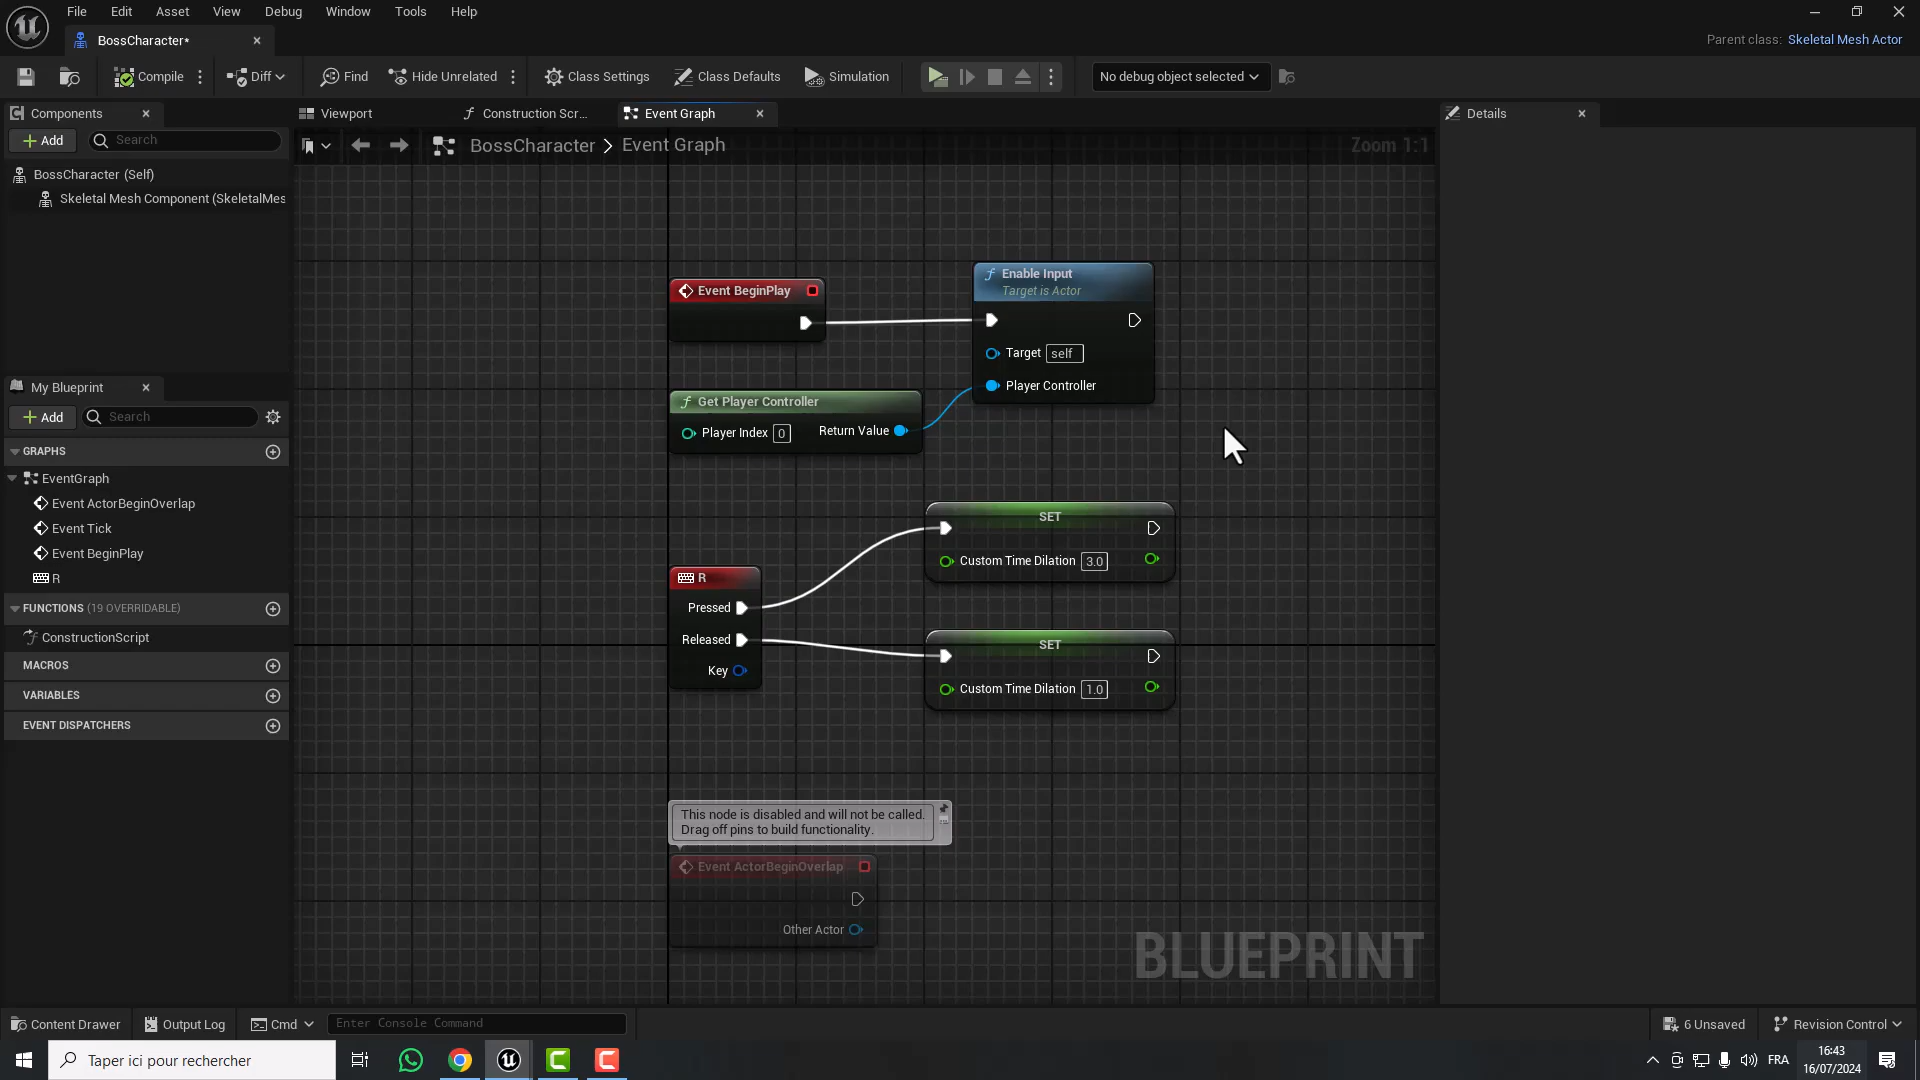 File Edit Asset View Debug Window Tools Help
BossCharacter*
Parent class: Skeletal Mesh Actor
Compile Diff Find Hide Unrelated Class Settings Class Defaults Simulation No debug object selected
Components
Viewport Construction Scr... Event Graph
Details
Add Search
BossCharacter > Event Graph
Zoom 1:1
BossCharacter (Self)
Skeletal Mesh Component (SkeletalMes
My Blueprint
Add Search
GRAPHS
EventGraph
Event ActorBeginOverlap
Event Tick
Event BeginPlay
R
FUNCTIONS (19 OVERRIDABLE)
ConstructionScript
MACROS
VARIABLES
EVENT DISPATCHERS
Event BeginPlay
Enable Input
Target is Actor
Target self
Player Controller
Get Player Controller
Player Index 0 Return Value
SET
Custom Time Dilation 3.0
R
Pressed
Released
Key
SET
Custom Time Dilation 1.0
This node is disabled and will not be called.
Drag off pins to build functionality.
Event ActorBeginOverlap
Other Actor
BLUEPRINT
Content Drawer Output Log Cmd Enter Console Command 6 Unsaved Revision Control
Taper ici pour rechercher
FRA
16:43
16/07/2024